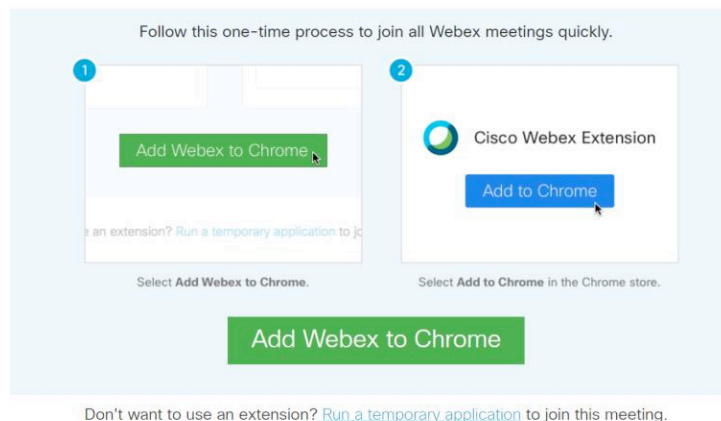 Follow this one-time process to join all Webex meetings quickly.
1
Add Webex to Chrome
an extension? Run a temporary application to
Select Add Webex to Chrome.
2
Cisco Webex Extension
Add to Chrome
Select Add to Chrome in the Chrome store.
Add Webex to Chrome
Don't want to use an extension? Run a temporary application to join this meeting.